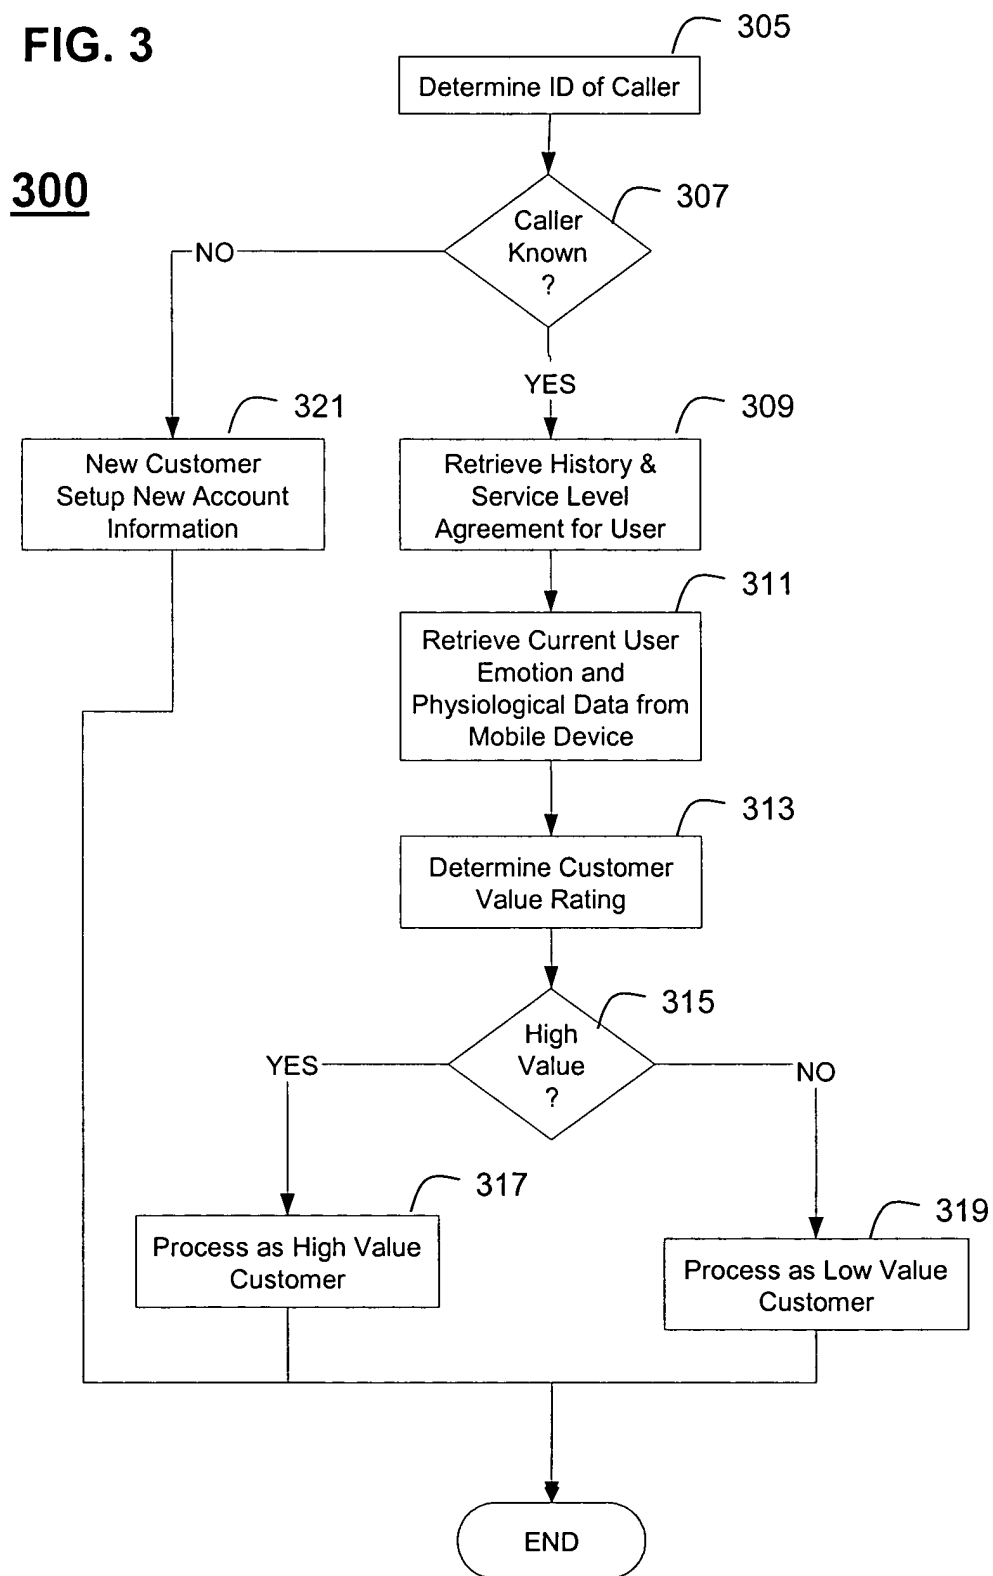 FIG. 3
305
Determine ID of Caller
300
307
Caller
Known
?
NO
YES
321
309
New Customer
Setup New Account
Information
Retrieve History &
Service Level
Agreement for User
311
Retrieve Current User
Emotion and
Physiological Data from
Mobile Device
313
Determine Customer
Value Rating
315
High
Value
?
YES
NO
317
Process as High Value
Customer
319
Process as Low Value
Customer
END